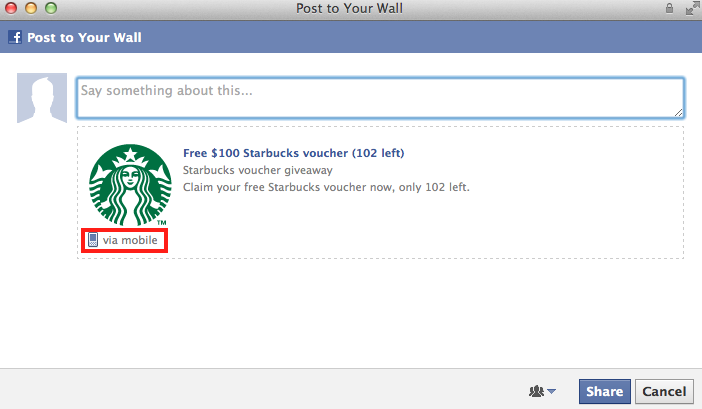 Post to Your Wall
f Post to Your Wall
Say something about this...
Free $100 Starbucks voucher (102 left)
Starbucks voucher giveaway
Claim your free Starbucks voucher now, only 102 left.
TM
via mobile
Share Cancel